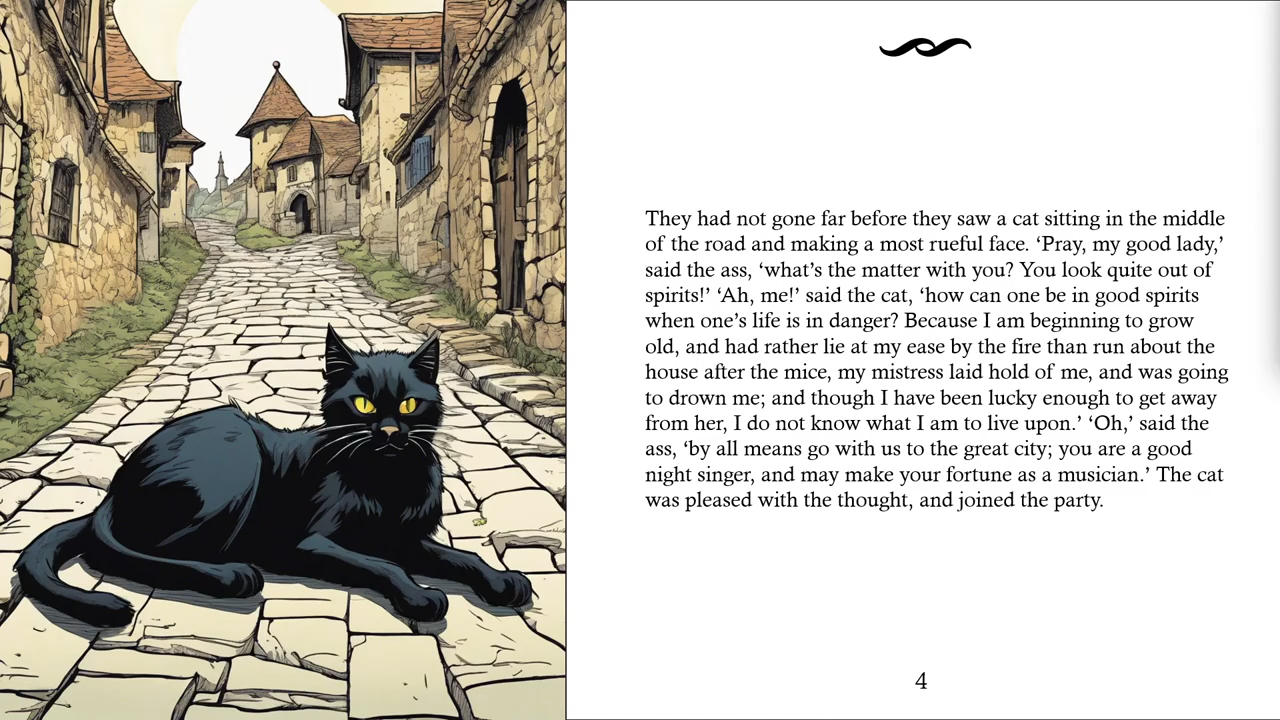 They had not gone far before they saw a cat sitting in the middle
of the road and making a most rueful face. ‘Pray, my good lady,’
said the ass, ‘what’s the matter with you? You look quite out of
spirits!’ ‘Ah, me!’ said the cat, ‘how can one be in good spirits
when one’s life is in danger? Because I am beginning to grow
old, and had rather lie at my ease by the fire than run about the
house after the mice, my mistress laid hold of me, and was going
to drown me; and though I have been lucky enough to get away
from her, I do not know what I am to live upon.’ ‘Oh,’ said the
ass, ‘by all means go with us to the great city; you are a good
night singer, and may make your fortune as a musician.’ The cat
was pleased with the thought, and joined the party.
4